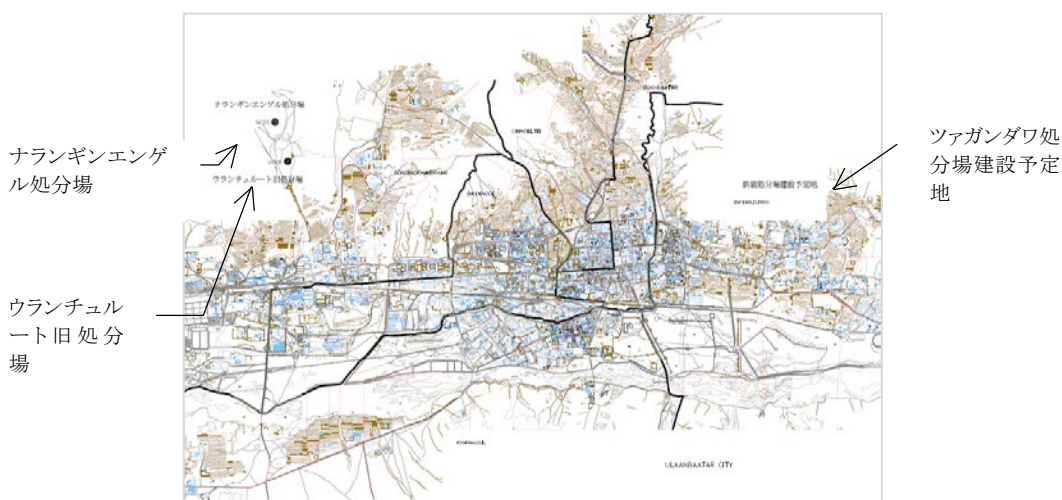 ナランギンエンゲ
ル処分場
ウランチュル
ート旧処分
場
ナランギンエンゲル処分場
ウランチュルート旧処分場
SONGINOKHAIRKHAN
BAYANGOL
CHINGELTEI
新規処分場建設予定地
BAYANZURKH
ULAANBAATAR CITY
ツァガンダワ処
分場建設予定
地